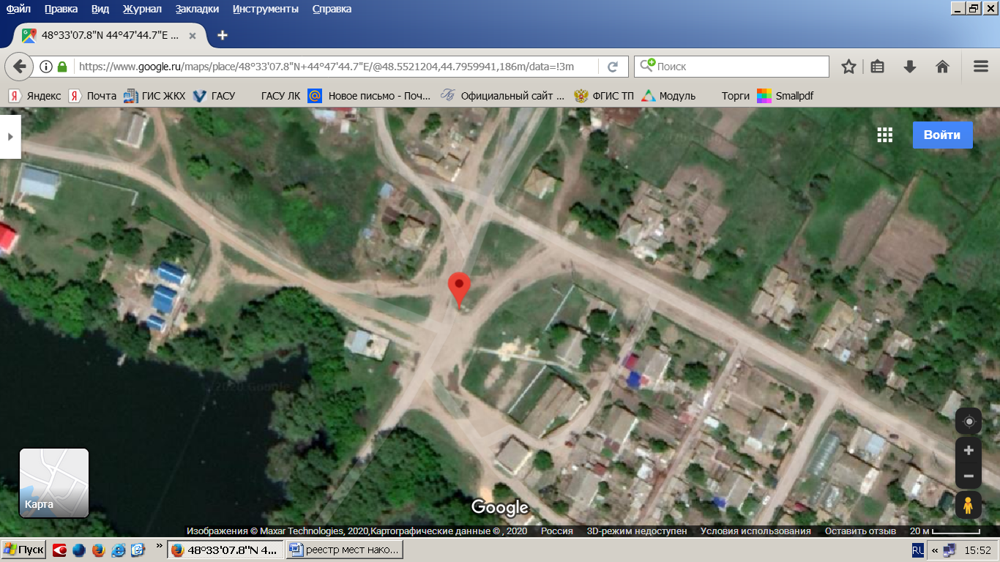 Файл Правка Вид Журнал Закладки Инструменты Справка
48°33'07.8"N 44°47'44.7"E ...
https://www.google.ru/maps/place/48°33'07.8"N+44°47'44.7"E/@48.5521204,44.7959941,186m/data=!3m
Поиск
Яндекс Почта ГИС ЖКХ ГАСУ ГАСУ ЛК Новое письмо - Поч... Официальный сайт ... ФГИС ТП Модуль Торги Smallpdf
Войти
© 2020 Google
Карта
Google
Изображения © Maxar Technologies, 2020,Картографические данные © , 2020 Россия 3D-режим недоступен Условия использования Оставить отзыв 20 м
Пуск » 48°33'07.8"N 4... реестр мест нако... RU « 15:52